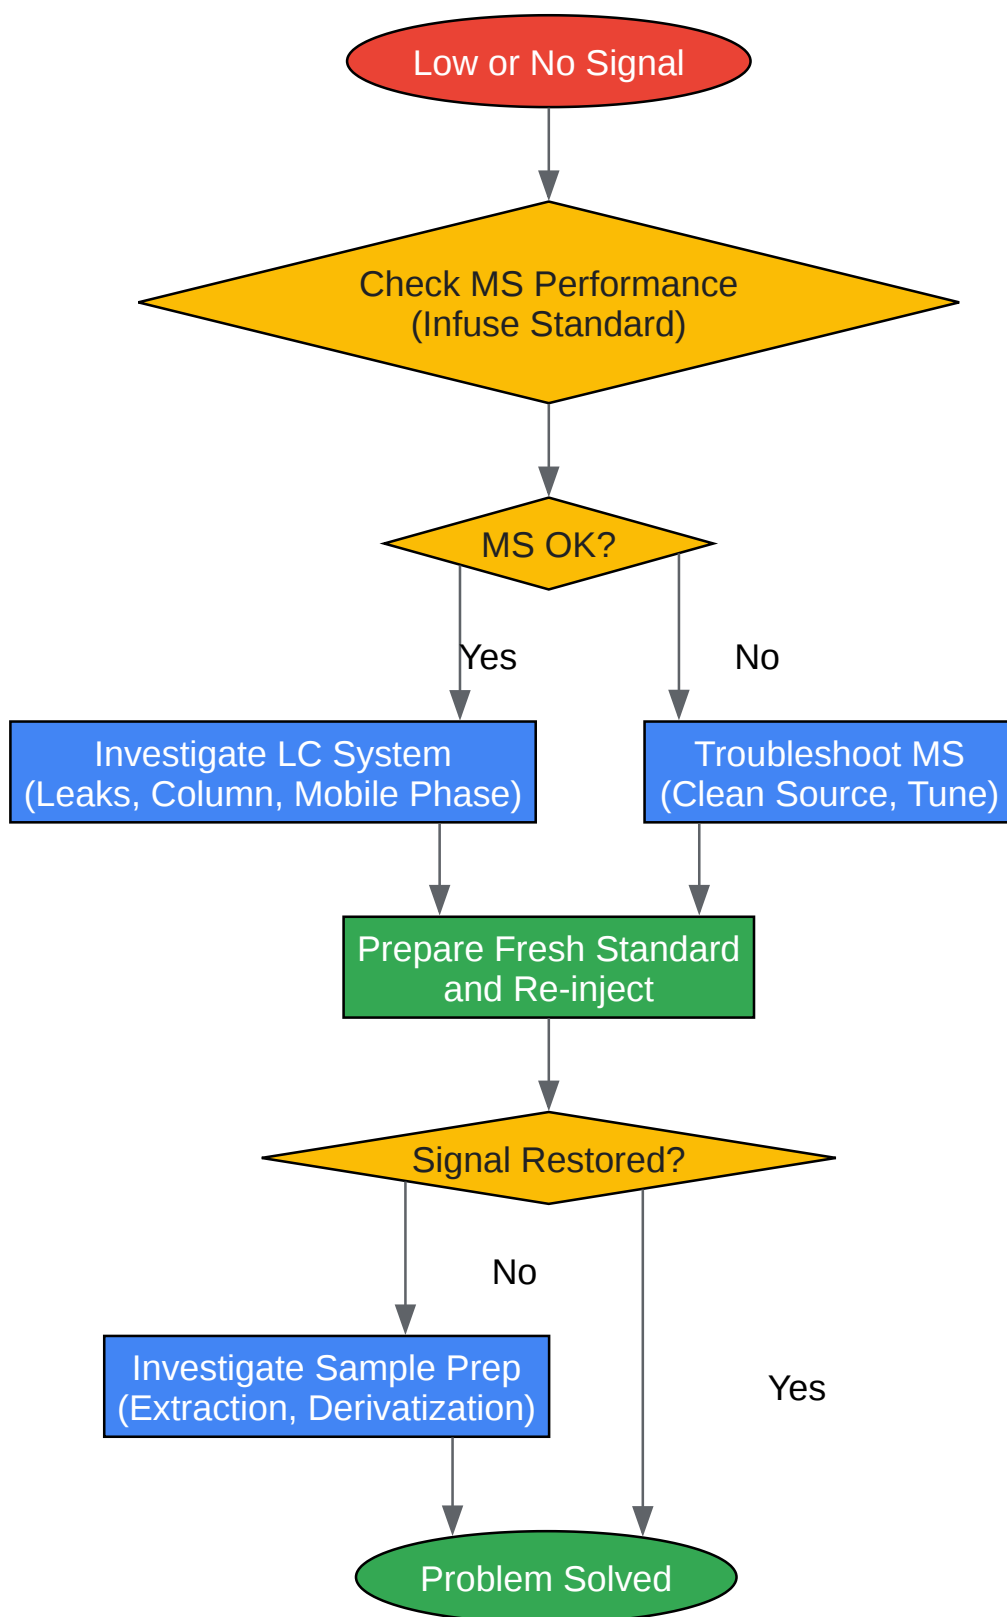 Low or No Signal
Check MS Performance
(Infuse Standard)
MS OK?
Yes
No
Investigate LC System
(Leaks, Column, Mobile Phase)
Troubleshoot MS
(Clean Source, Tune)
Prepare Fresh Standard
and Re-inject
Signal Restored?
No
Yes
Investigate Sample Prep
(Extraction, Derivatization)
Problem Solved